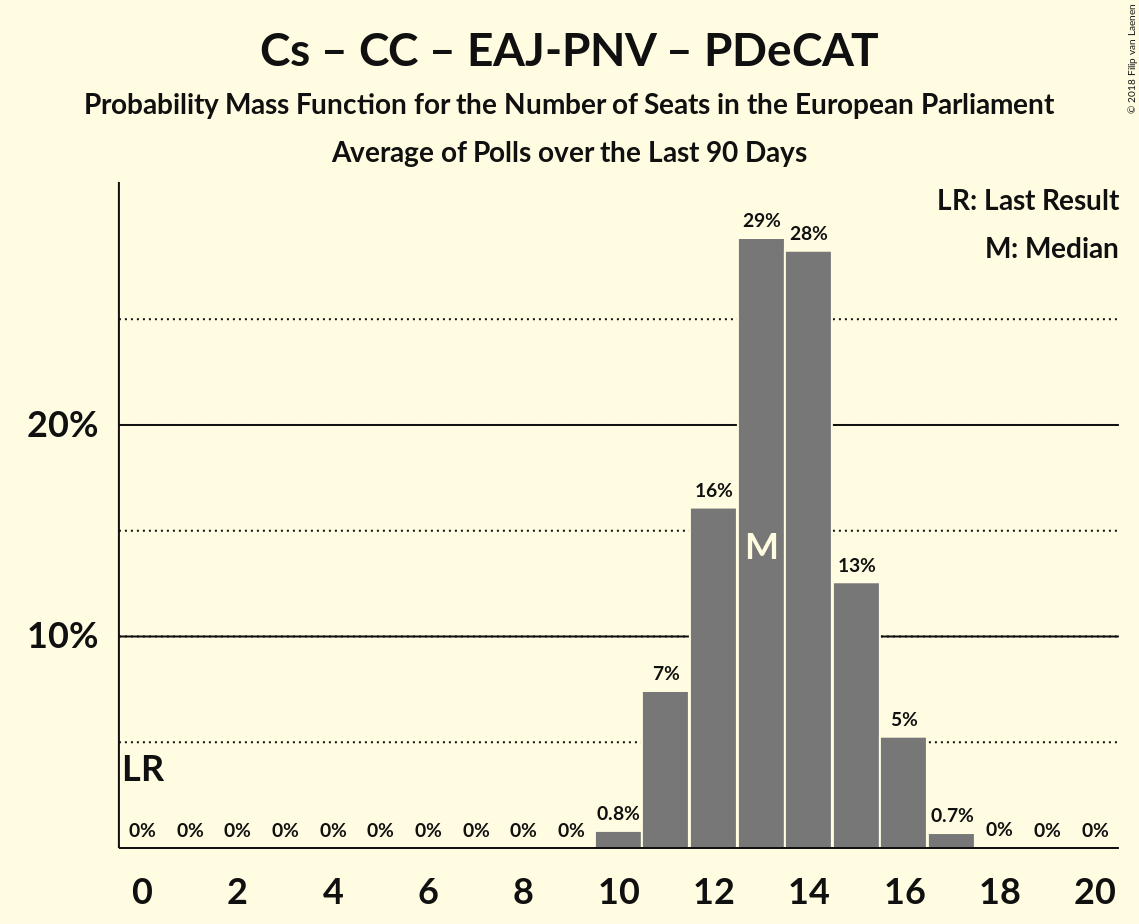 Cs – CC – EAJ-PNV – PDeCAT
Probability Mass Function for the Number of Seats in the European Parliament
Average of Polls over the Last 90 Days
© 2018 Filip van Laenen
LR: Last Result
M: Median
29%
28%
20%
16%
M
13%
10%
7%
5%
LR
0% 0% 0% 0% 0% 0% 0% 0% 0% 0% 0.8% 0.7% 0% 0% 0%
0 2 4 6 8 10 12 14 16 18 20